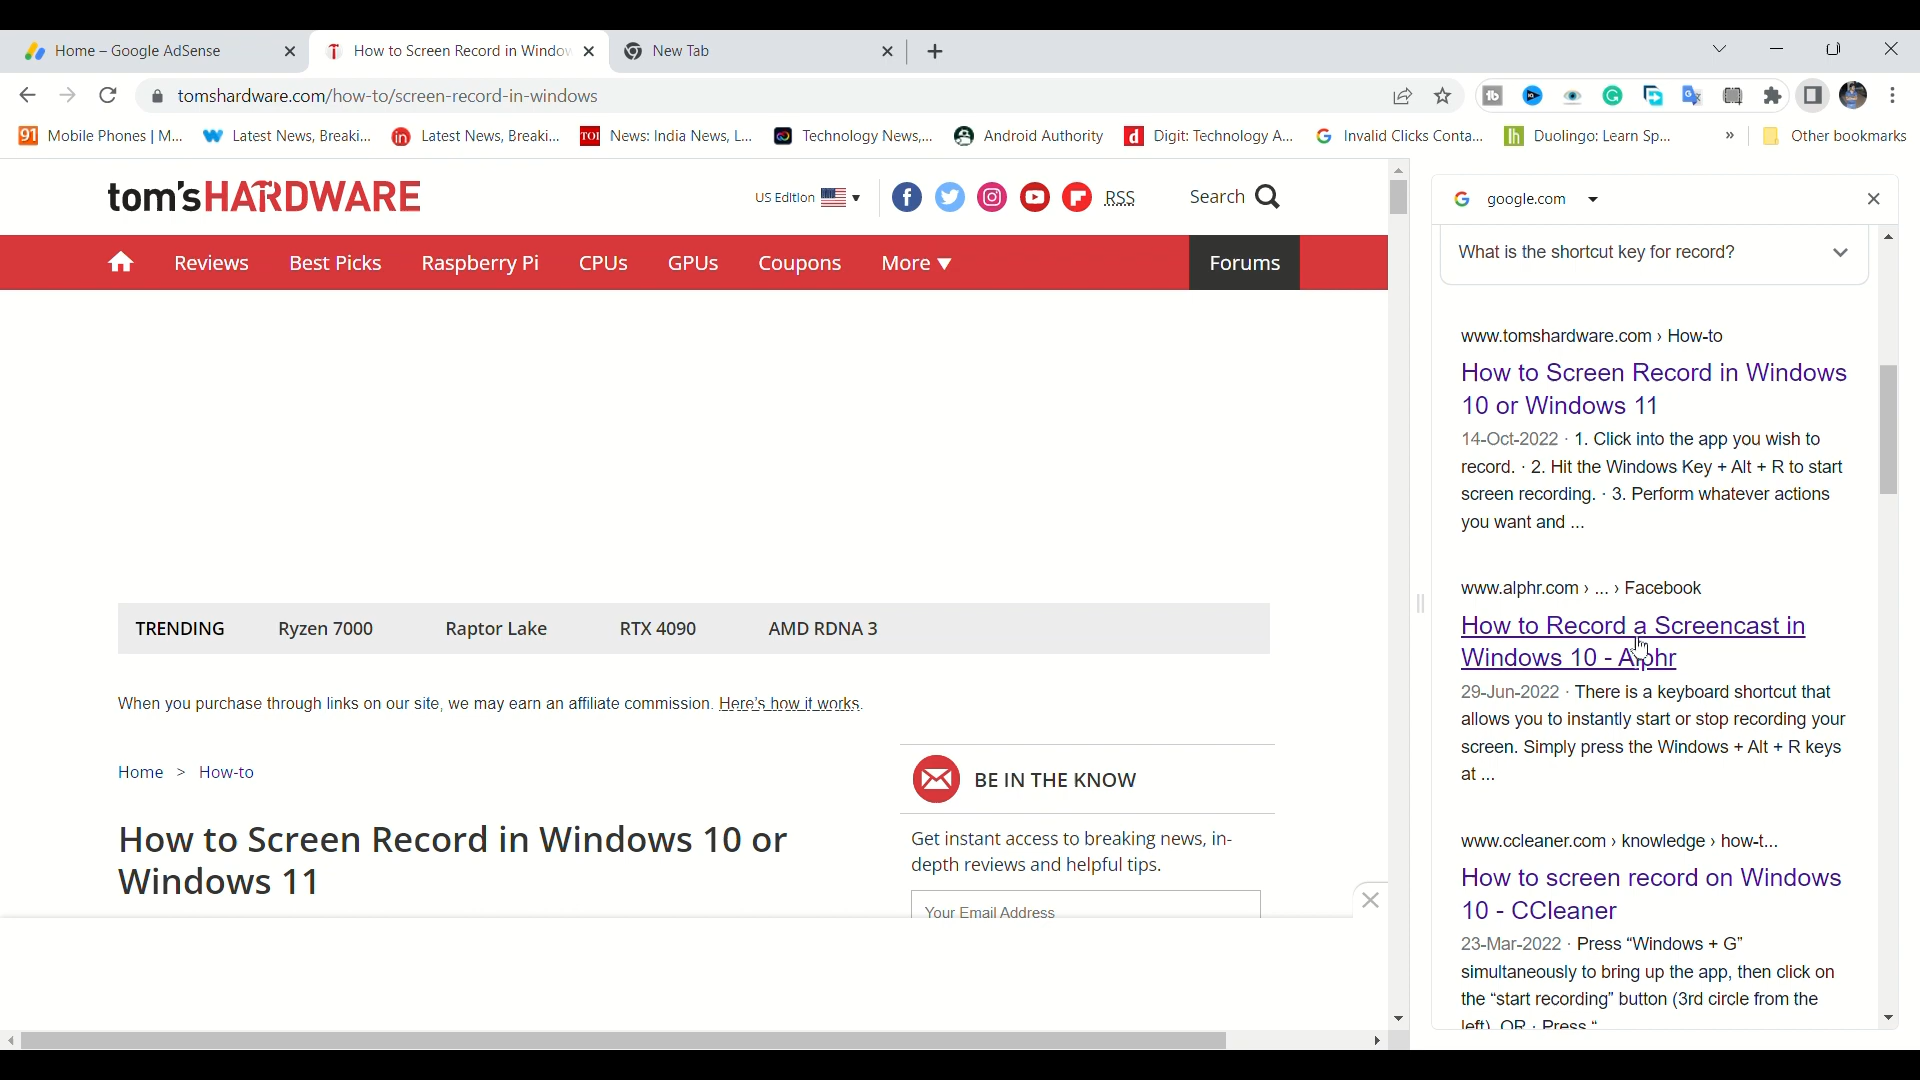 Home – Google AdSense
How to Screen Record in Window
New Tab
tomshardware.com/how-to/screen-record-in-windows
Mobile Phones | M...
Latest News, Breaki...
Latest News, Breaki...
News: India News, L...
Technology News,...
Android Authority
Digit: Technology A...
Invalid Clicks Conta...
Duolingo: Learn Sp...
»
Other bookmarks
tom's HARDWARE
US Edition
RSS
Search
Reviews
Best Picks
Raspberry Pi
CPUs
GPUs
Coupons
More
Forums
TRENDING
Ryzen 7000
Raptor Lake
RTX 4090
AMD RDNA 3
When you purchase through links on our site, we may earn an affiliate commission. Here's how it works.
Home > How-to
How to Screen Record in Windows 10 or
Windows 11
BE IN THE KNOW
Get instant access to breaking news, in-
depth reviews and helpful tips.
Your Email Address
google.com
What is the shortcut key for record?
www.tomshardware.com › How-to
How to Screen Record in Windows
10 or Windows 11
14-Oct-2022 · 1. Click into the app you wish to
record. · 2. Hit the Windows Key + Alt + R to start
screen recording. · 3. Perform whatever actions
you want and ...
www.alphr.com › ... › Facebook
How to Record a Screencast in
Windows 10 - Alphr
29-Jun-2022 · There is a keyboard shortcut that
allows you to instantly start or stop recording your
screen. Simply press the Windows + Alt + R keys
at ...
www.ccleaner.com › knowledge › how-t...
How to screen record on Windows
10 - CCleaner
23-Mar-2022 · Press “Windows + G”
simultaneously to bring up the app, then click on
the “start recording” button (3rd circle from the
left). OR · Press “